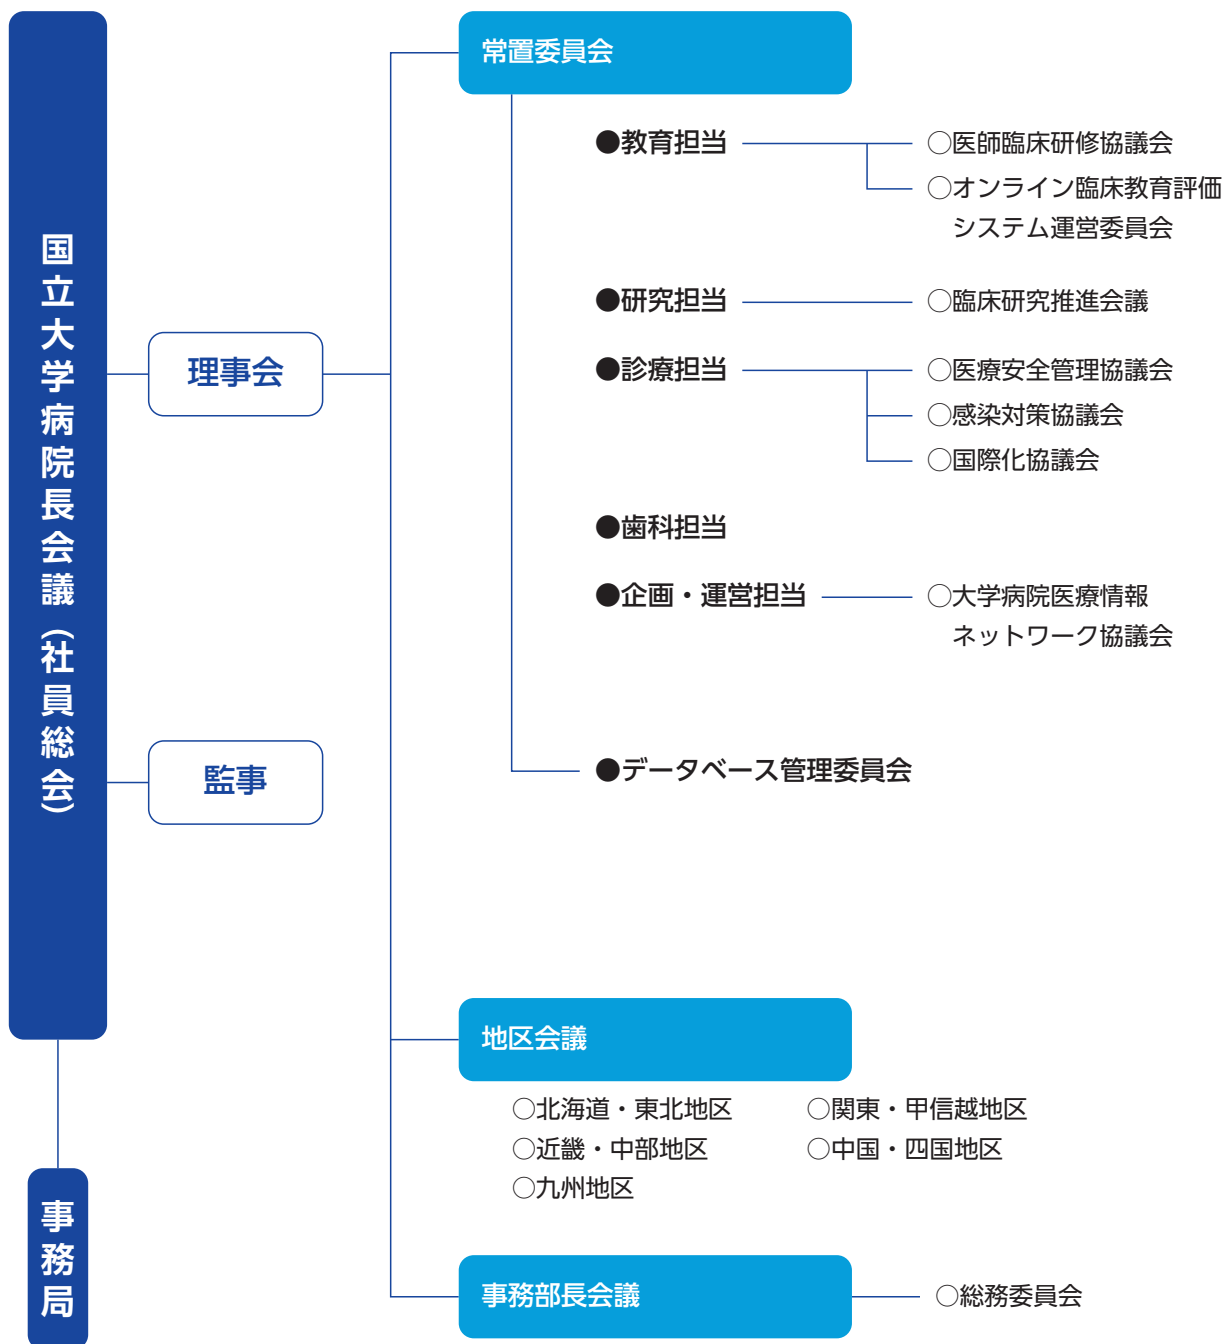 国立大学病院長会議（社員総会）
事務局
理事会
監事
常置委員会
●教育担当
○医師臨床研修協議会
○オンライン臨床教育評価
システム運営委員会
●研究担当
○臨床研究推進会議
●診療担当
○医療安全管理協議会
○感染対策協議会
○国際化協議会
●歯科担当
●企画・運営担当
○大学病院医療情報
ネットワーク協議会
●データベース管理委員会
地区会議
○北海道・東北地区
○関東・甲信越地区
○近畿・中部地区
○中国・四国地区
○九州地区
事務部長会議
○総務委員会